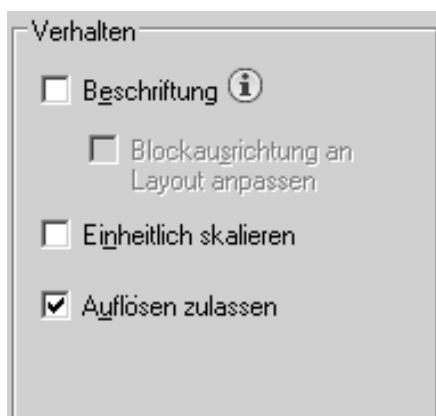 Verhalten
Beschriftung
Blockausrichtung an
Layout anpassen
Einheitlich skalieren
Auflösen zulassen